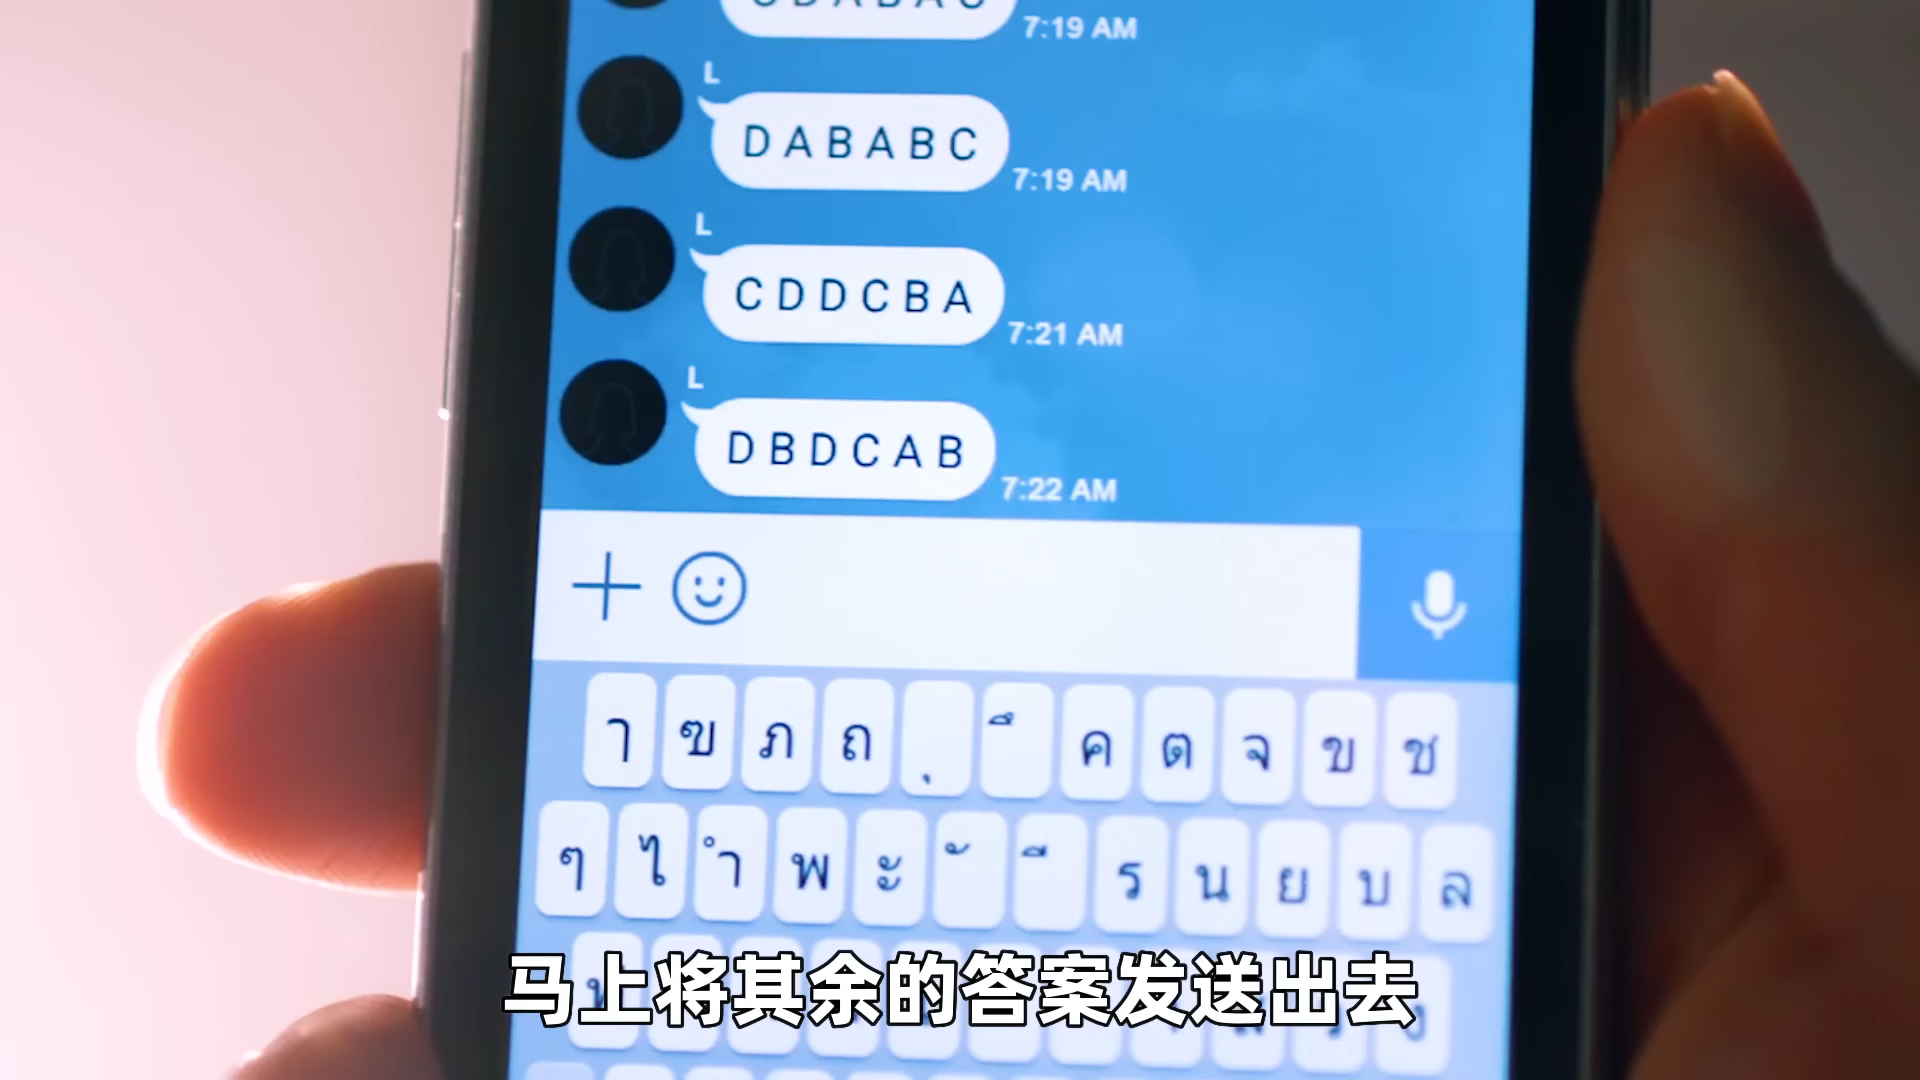 7:19 AM
L
DABABC
7:19 AM
L
CDDCBA
7:21 AM
L
DBDCAB
7:22 AM
า ฃ ภ ถ ุ ึ ค ต จ ข ช
ๆ ไ ำ พ ะ ั ี ร น ย บ ล
马上将其余的答案发送出去